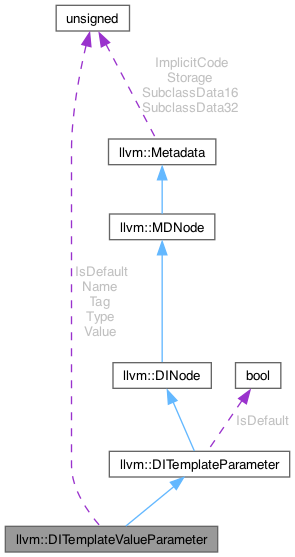 unsigned
ImplicitCode
Storage
SubclassData16
SubclassData32
llvm::Metadata
llvm::MDNode
IsDefault
Name
Tag
Type
Value
llvm::DINode
bool
IsDefault
llvm::DITemplateParameter
llvm::DITemplateValueParameter